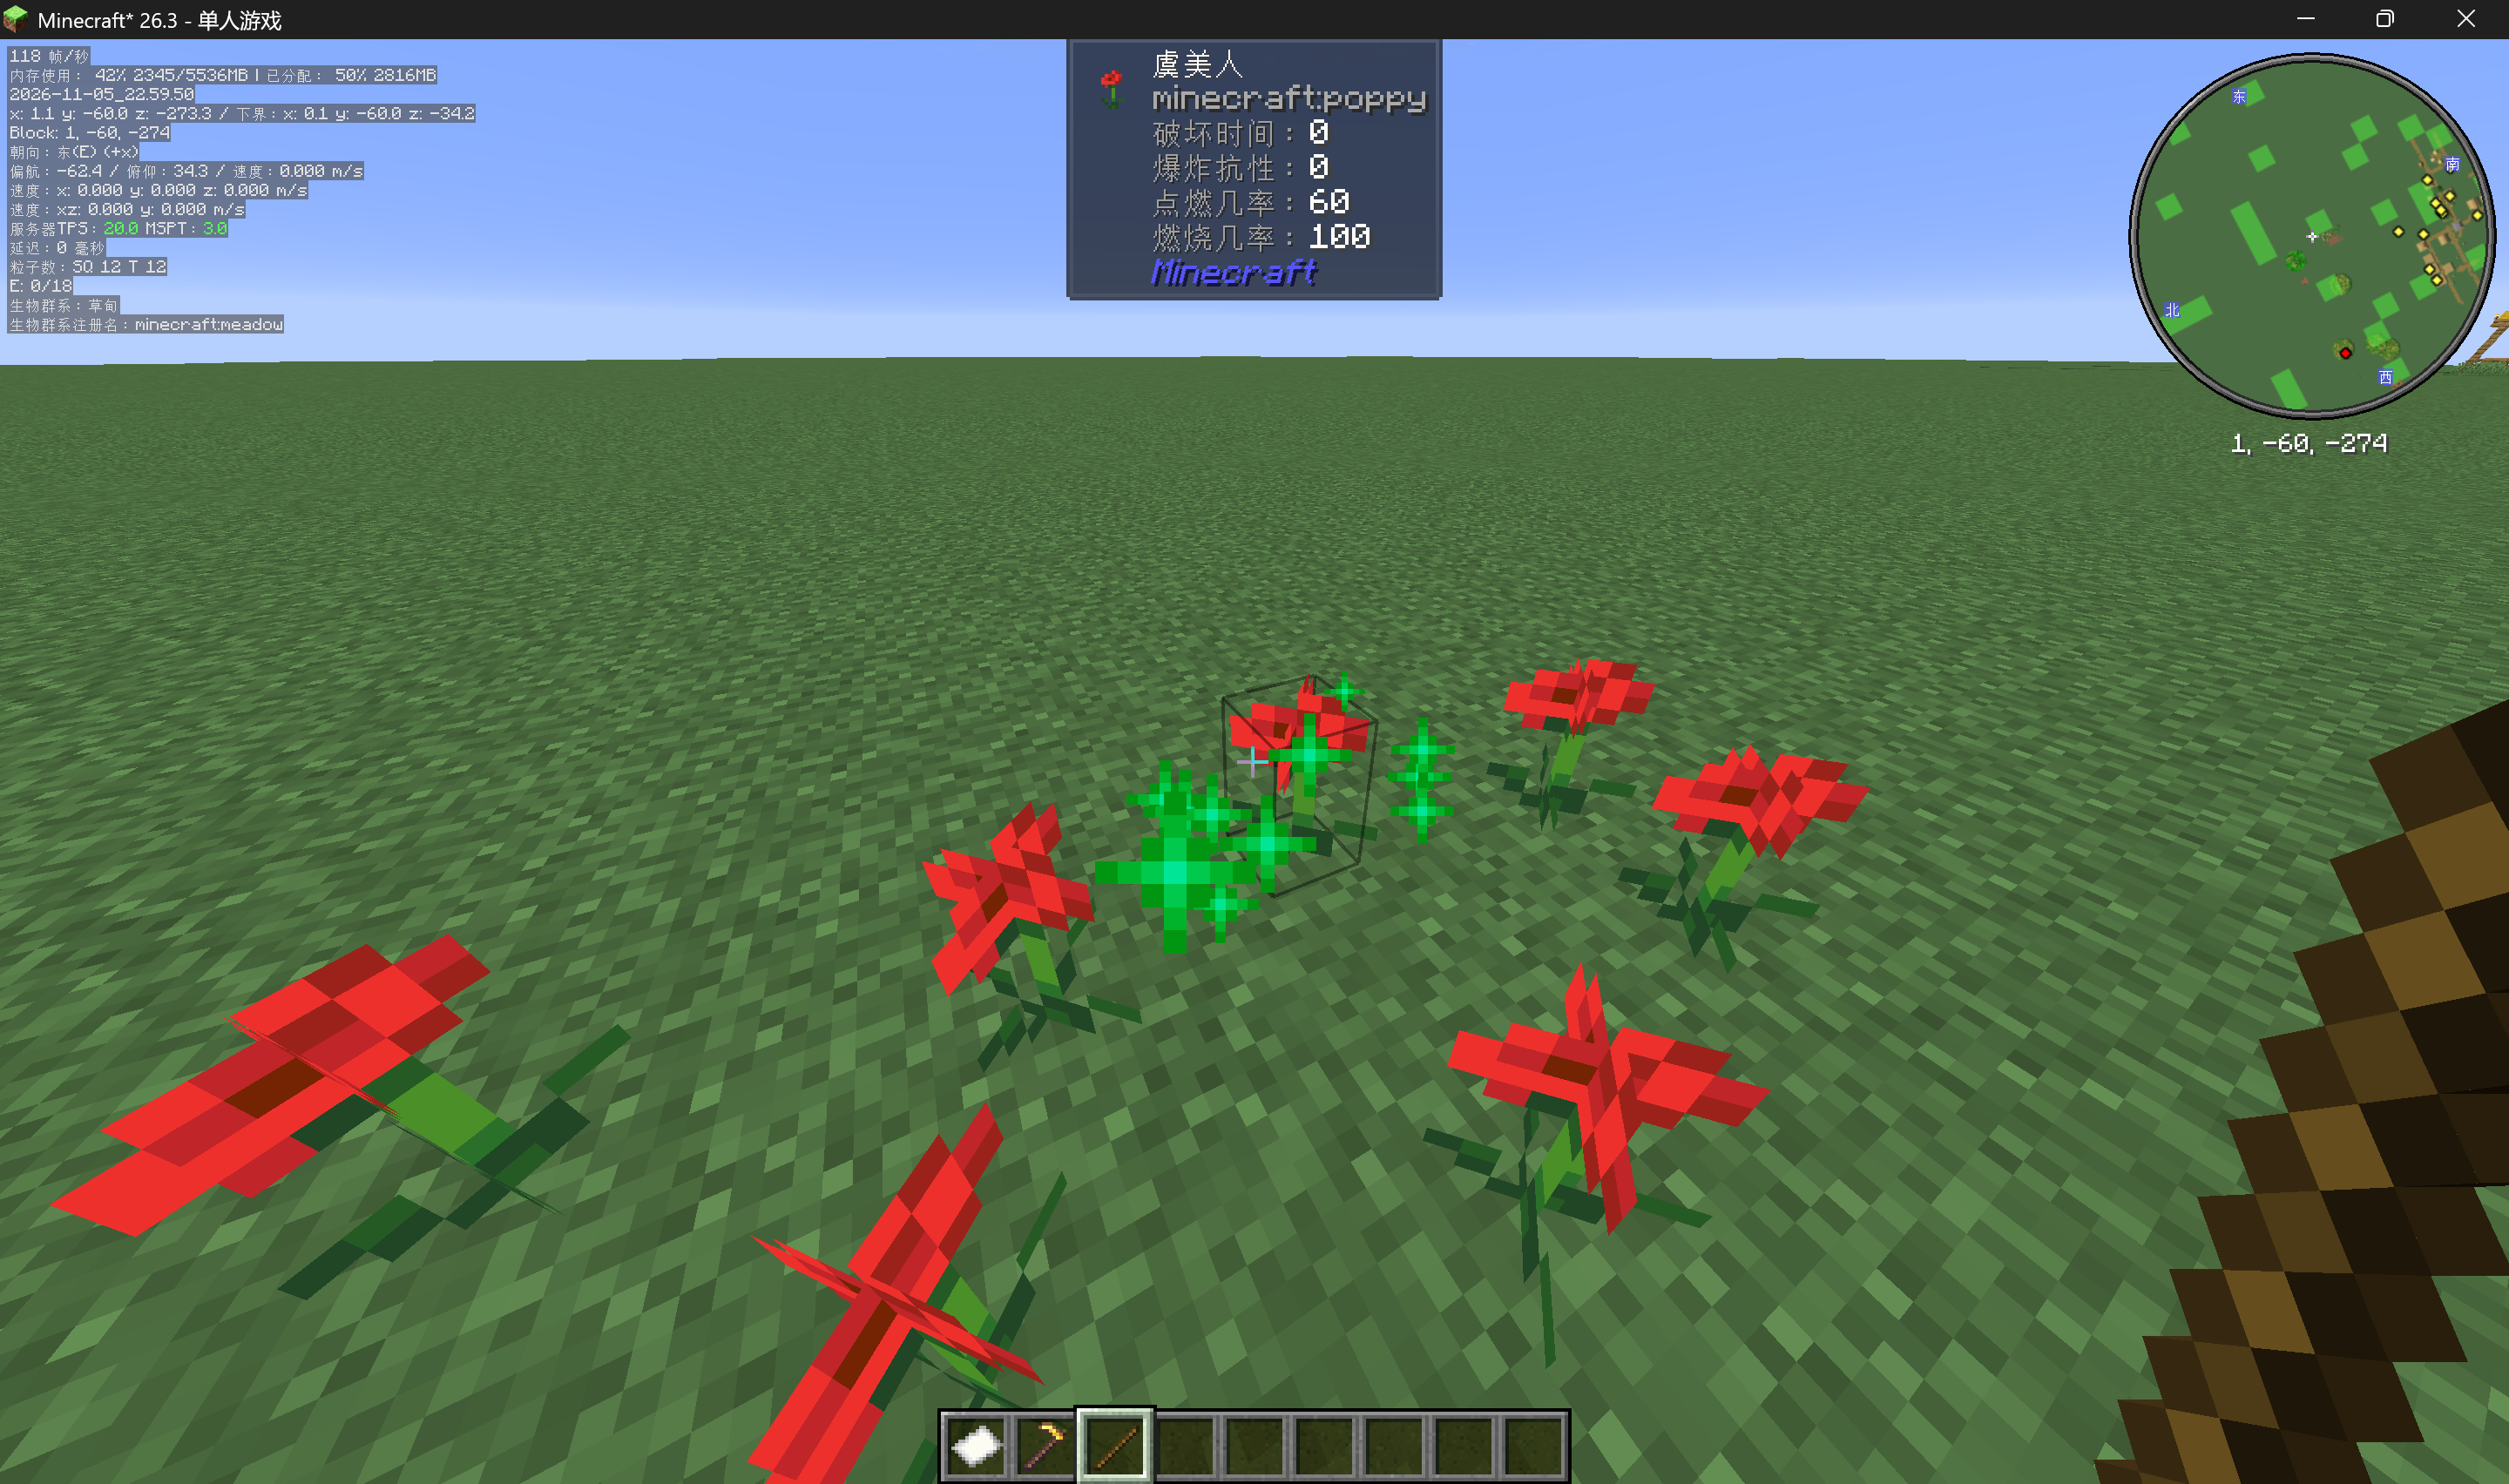 Minecraft* 26.3 - 单人游戏
118 帧/秒
内存使用： 42% 2345/5536MB | 已分配： 50% 2816MB
2026-11-05_22.59.50
x: 1.1 y: -60.0 z: -273.3 / 下界：x: 0.1 y: -60.0 z: -34.2
Block: 1, -60, -274
朝向：东(E) (+x)
偏航：-62.4 / 俯仰：34.3 / 速度：0.000 m/s
速度：x: 0.000 y: 0.000 z: 0.000 m/s
速度：xz: 0.000 y: 0.000 m/s
服务器TPS：20.0 MSPT：3.0
延迟：0 毫秒
粒子数：SQ 12 T 12
E: 0/18
生物群系：草甸
生物群系注册名：minecraft:meadow
虞美人
minecraft:poppy
破坏时间：0
爆炸抗性：0
点燃几率：60
燃烧几率：100
Minecraft
东
南
北
西
1, -60, -274